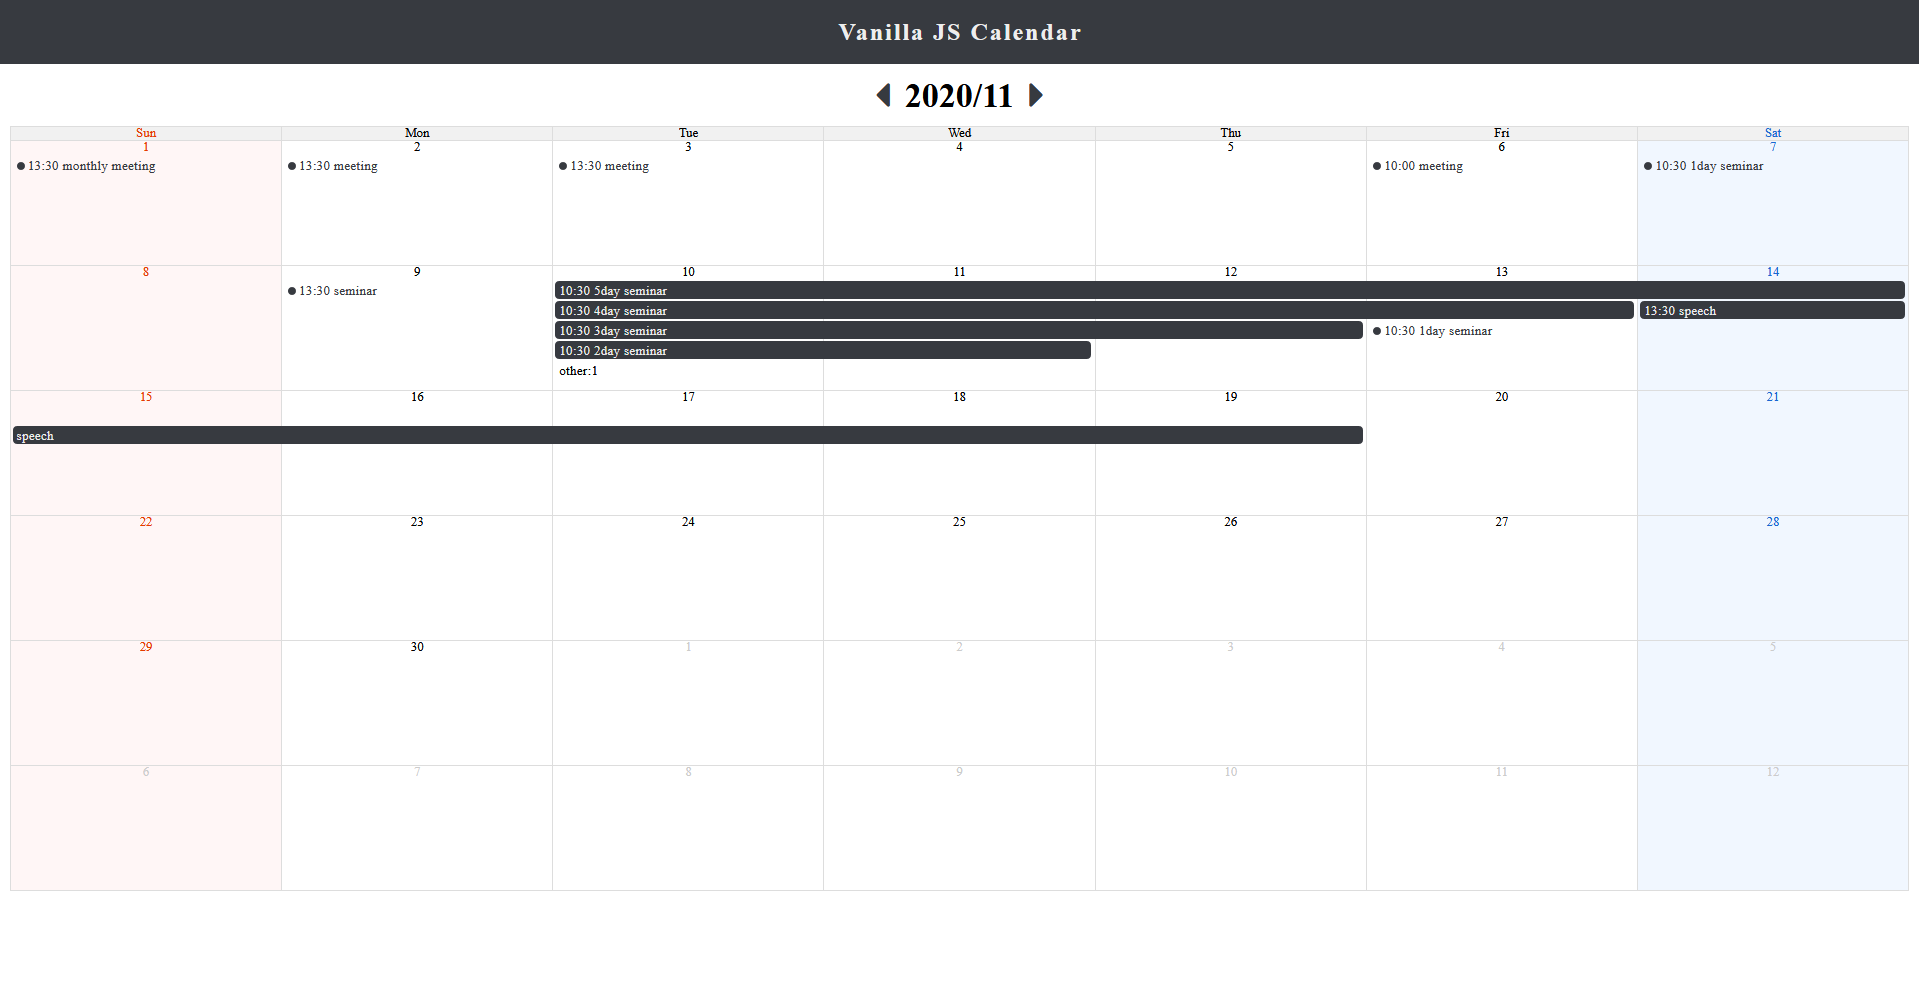 Vanilla JS Calendar
2020/11
Sun Mon Tue Wed Thu Fri Sat
1 2 3 4 5 6 7
13:30 monthly meeting 13:30 meeting 13:30 meeting 10:00 meeting 10:30 1day seminar
8 9 10 11 12 13 14
13:30 seminar 10:30 5day seminar
10:30 4day seminar 13:30 speech
10:30 3day seminar 10:30 1day seminar
10:30 2day seminar
other:1
15 16 17 18 19 20 21
speech
22 23 24 25 26 27 28
29 30 1 2 3 4 5
6 7 8 9 10 11 12